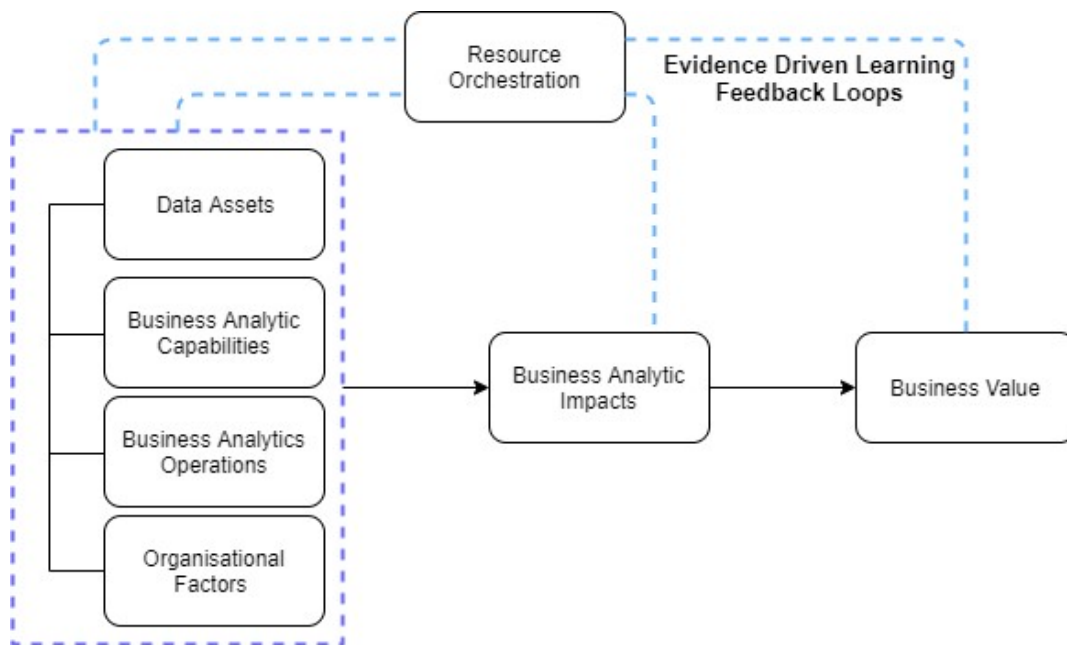 Resource
Orchestration
Evidence Driven Learning
Feedback Loops
Data Assets
Business Analytic
Capabilities
Business Analytics
Operations
Organisational
Factors
Business Analytic
Impacts
Business Value